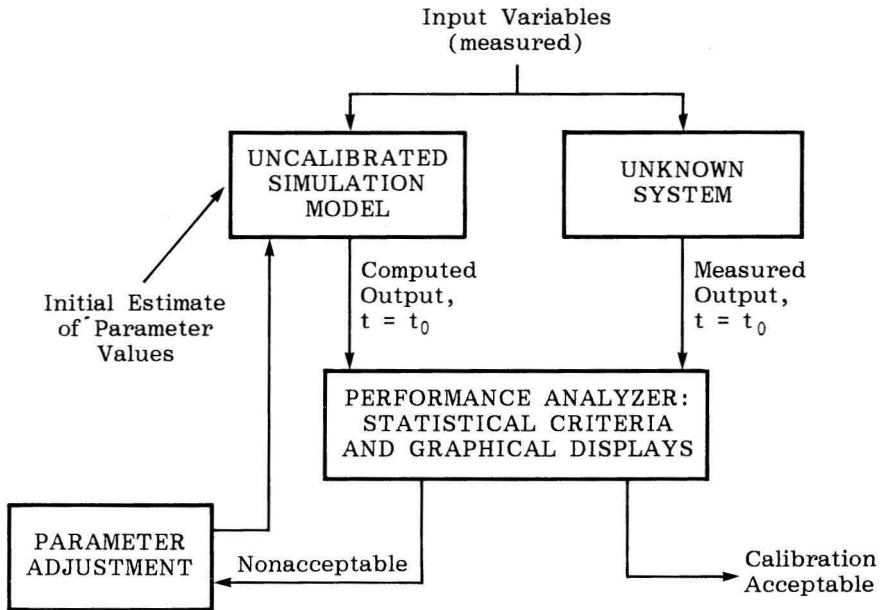 Input Variables
(measured)
UNCALIBRATED
SIMULATION
MODEL
UNKNOWN
SYSTEM
Initial Estimate
of Parameter
Values
Computed
Output,
t = t₀
Measured
Output,
t = t₀
PERFORMANCE ANALYZER:
STATISTICAL CRITERIA
AND GRAPHICAL DISPLAYS
PARAMETER
ADJUSTMENT
Nonacceptable
Calibration
Acceptable